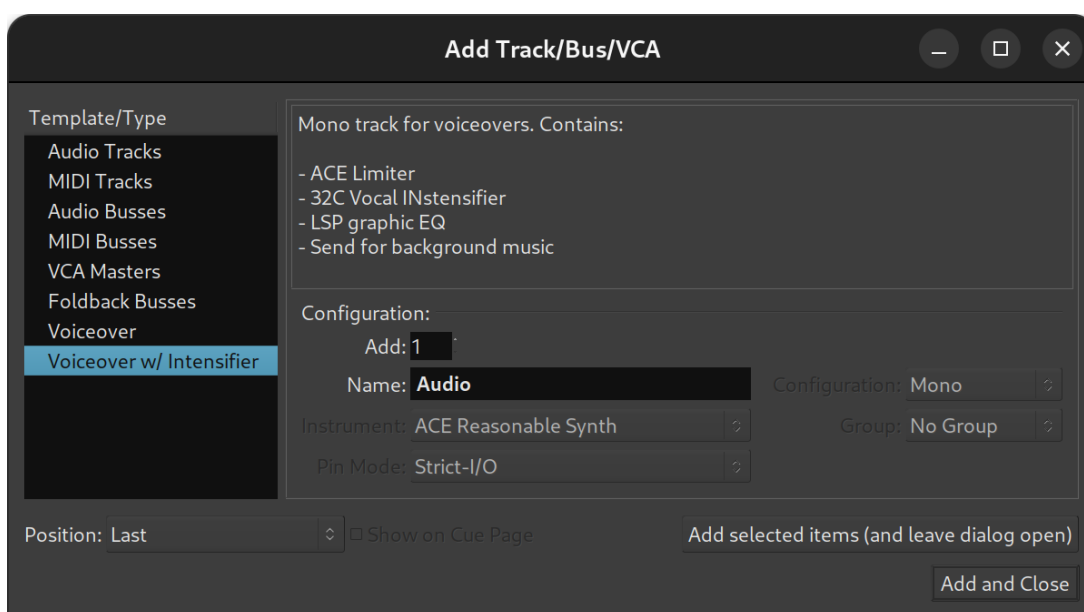 Add Track/Bus/VCA
Template/Type
Audio Tracks
MIDI Tracks
Audio Busses
MIDI Busses
VCA Masters
Foldback Busses
Voiceover
Voiceover w/ Intensifier
Mono track for voiceovers. Contains:
- ACE Limiter
- 32C Vocal INstensifier
- LSP graphic EQ
- Send for background music
Configuration:
Add: 1
Name: Audio Configuration: Mono
Instrument: ACE Reasonable Synth Group: No Group
Pin Mode: Strict-I/O
Position: Last Show on Cue Page Add selected items (and leave dialog open)
Add and Close